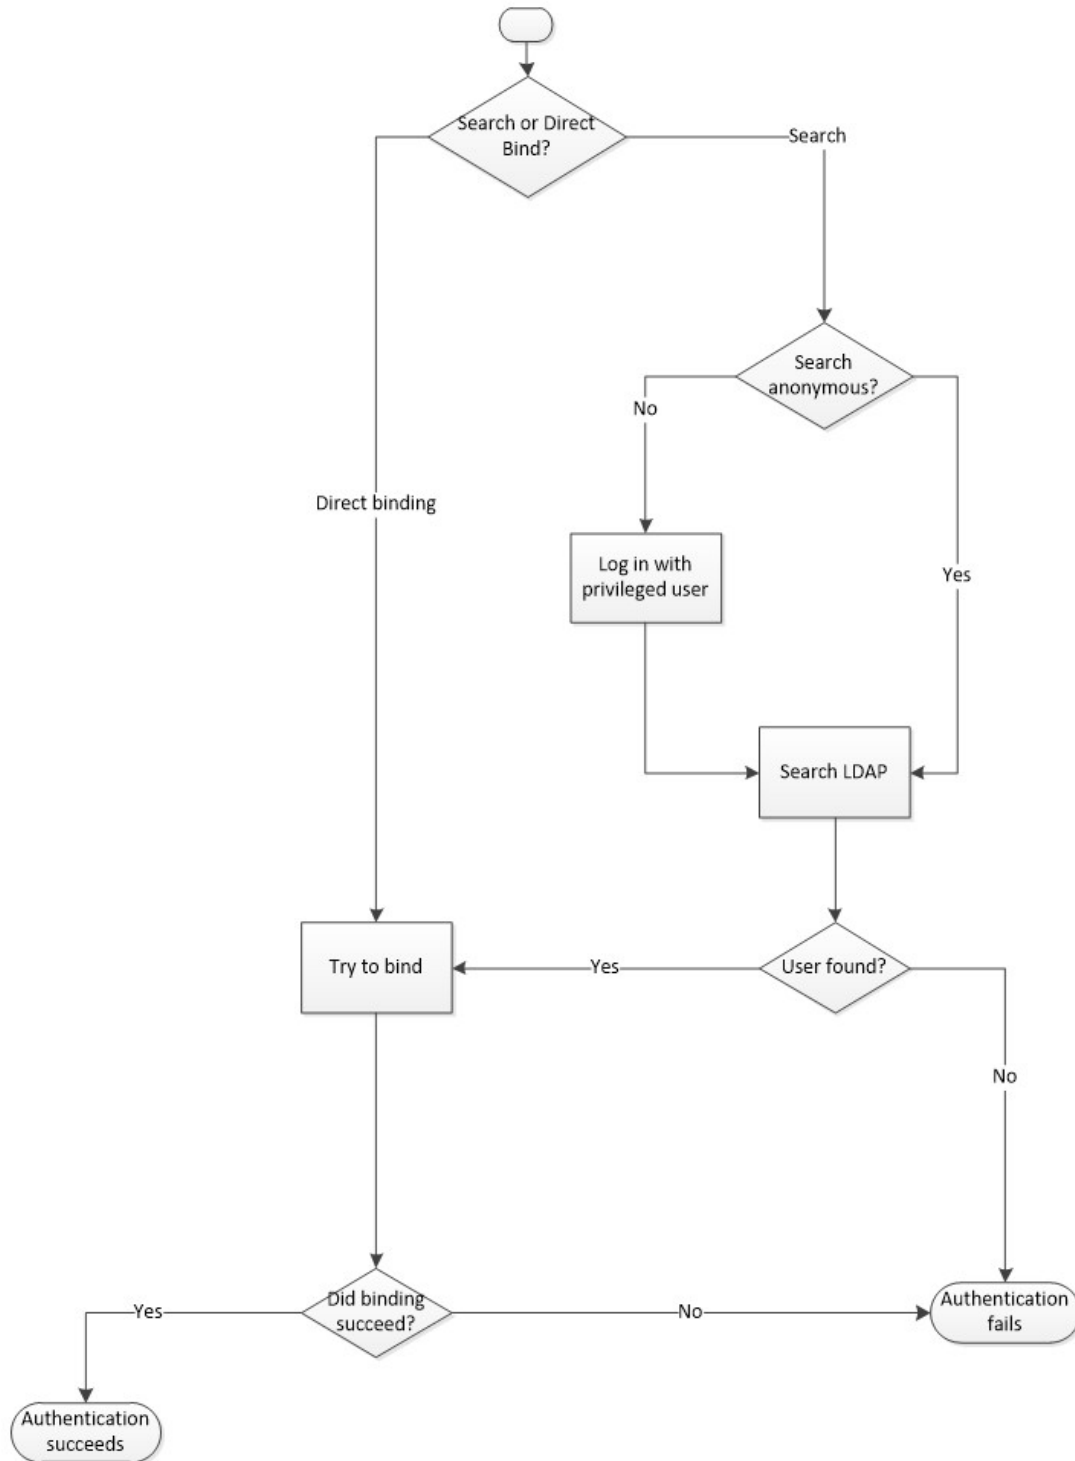 Search or Direct
Bind?
Search
Search
anonymous?
No
Direct binding
Log in with
privileged user
Yes
Search LDAP
Try to bind
Yes
User found?
No
Did binding
succeed?
Yes
No
Authentication
fails
Authentication
succeeds